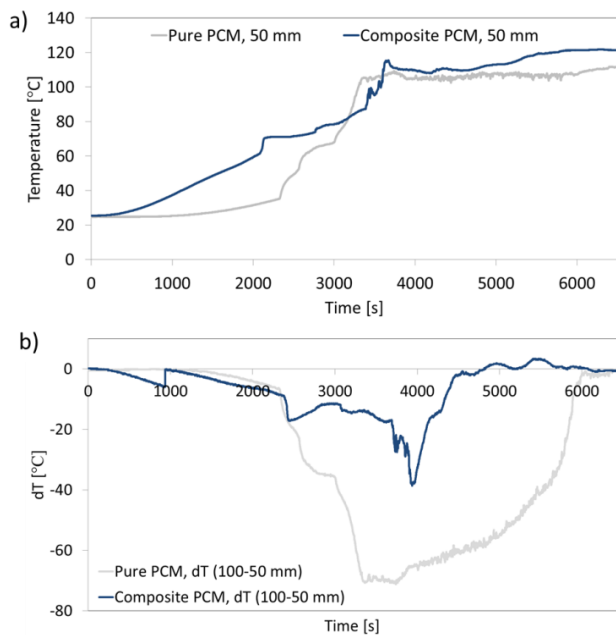 a)
Pure PCM, 50 mm
Composite PCM, 50 mm
Temperature [°C]
140
120
100
80
60
40
20
0
0 1000 2000 3000 4000 5000 6000
Time [s]
b)
dT [°C]
0
-20
-40
-60
-80
0 1000 2000 3000 4000 5000 6000
Pure PCM, dT (100-50 mm)
Composite PCM, dT (100-50 mm)
Time [s]